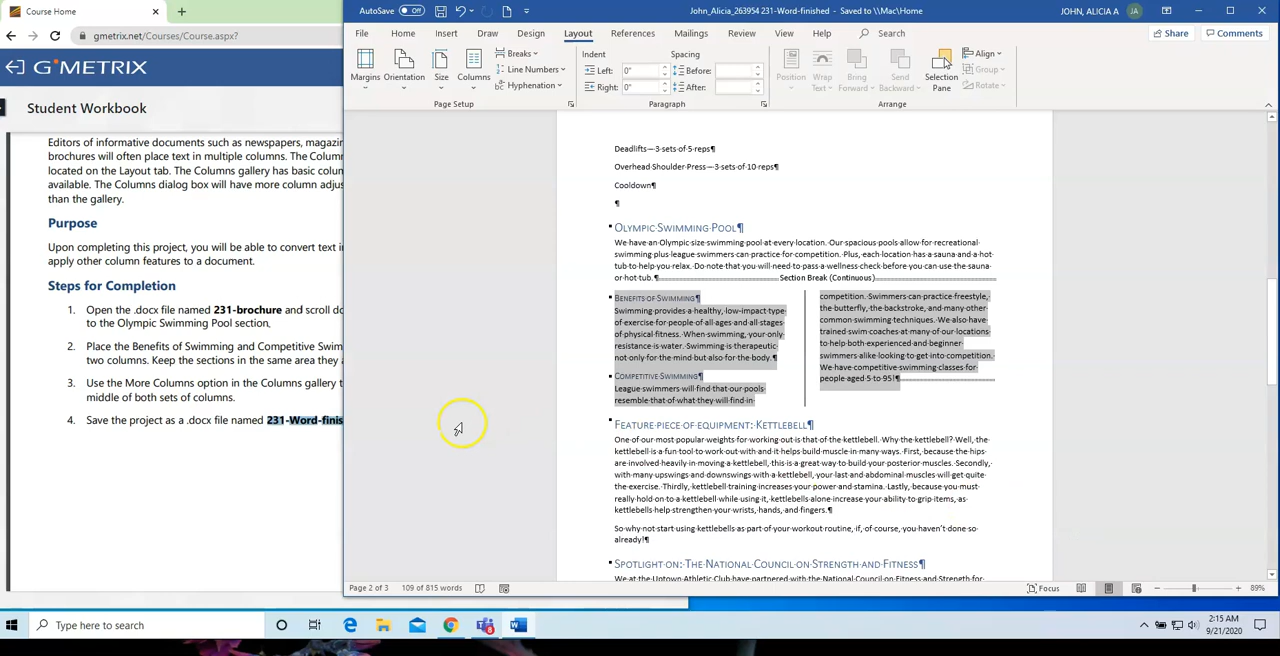 Course Home
AutoSave Off
John_Alicia_263954 231-Word-finished - Saved to \\Mac\Home
JOHN, ALICIA A JA
gmetrix.net/Courses/Course.aspx?
File Home Insert Draw Design Layout References Mailings Review View Help Search Share Comments
GMETRIX
Margins Orientation Size Columns
Breaks
Line Numbers
Hyphenation
Page Setup
Indent Spacing
Left: 0" Before:
Right: 0" After:
Paragraph
Position Wrap Text Bring Forward Send Backward Selection Pane
Align
Group
Rotate
Arrange
Student Workbook
Editors of informative documents such as newspapers, magazin
brochures will often place text in multiple columns. The Column
located on the Layout tab. The Columns gallery has basic colum
available. The Columns dialog box will have more column adjus
than the gallery.
Purpose
Upon completing this project, you will be able to convert text in
apply other column features to a document.
Steps for Completion
1. Open the .docx file named 231-brochure and scroll do
to the Olympic Swimming Pool section.
2. Place the Benefits of Swimming and Competitive Swim
two columns. Keep the sections in the same area they a
3. Use the More Columns option in the Columns gallery t
middle of both sets of columns.
4. Save the project as a .docx file named 231-Word-finis
Deadlifts—3·sets·of·5·reps¶
Overhead·Shoulder·Press—3·sets·of·10·reps¶
Cooldown¶
¶
Olympic·Swimming·Pool¶
We·have·an·Olympic-size·swimming·pool·at·every·location.·Our·spacious·pools·allow·for·recreational·
swimming·plus·league·swimmers·can·practice·for·competition.·Plus,·each·location·has·a·sauna·and·a·hot·
tub·to·help·you·relax.·Do·note·that·you·will·need·to·pass·a·wellness·check·before·you·can·use·the·sauna·
or·hot·tub.¶ Section Break (Continuous)
Benefits·of·Swimming¶
Swimming·provides·a·healthy,·low-impact·type·
of·exercise·for·people·of·all·ages·and·all·stages·
of·physical·fitness.·When·swimming,·your·only·
resistance·is·water.·Swimming·is·therapeutic·
not·only·for·the·mind·but·also·for·the·body.¶
Competitive·Swimming¶
League·swimmers·will·find·that·our·pools·
resemble·that·of·what·they·will·find·in·
competition.·Swimmers·can·practice·freestyle,·
the·butterfly,·the·backstroke,·and·many·other·
common·swimming·techniques.·We·also·have·
trained·swim·coaches·at·many·of·our·locations·
to·help·both·experienced·and·beginner·
swimmers·alike·looking·to·get·into·competition.·
We·have·competitive·swimming·classes·for·
people·aged·5·to·95!¶
Feature·piece·of·equipment:·Kettlebell¶
One·of·our·most·popular·weights·for·working·out·is·that·of·the·kettlebell.·Why·the·kettlebell?·Well,·the·
kettlebell·is·a·fun·tool·to·work·out·with·and·it·helps·build·muscle·in·many·ways.·First,·because·the·hips·
are·involved·heavily·in·moving·a·kettlebell,·this·is·a·great·way·to·build·your·posterior·muscles.·Secondly,·
with·many·upswings·and·downswings·with·a·kettlebell,·your·last·and·abdominal·muscles·will·get·quite·
the·exercise.·Thirdly,·kettlebell·training·increases·your·power·and·stamina.·Lastly,·because·you·must·
really·hold·on·to·a·kettlebell·while·using·it,·kettlebells·alone·increase·your·ability·to·grip·items,·as·
kettlebells·help·strengthen·your·wrists,·hands,·and·fingers.¶
So·why·not·start·using·kettlebells·as·part·of·your·workout·routine,·if,·of·course,·you·haven't·done·so·
already!¶
Spotlight·on:·The·National·Council·on·Strength·and·Fitness¶
We·at·the·Uptown·Athletic·Club·have·partnered·with·the·National·Council·on·Fitness·and·Strength·for·
Page 2 of 3 109 of 815 words Focus 89%
Type here to search
2:15 AM
9/21/2020